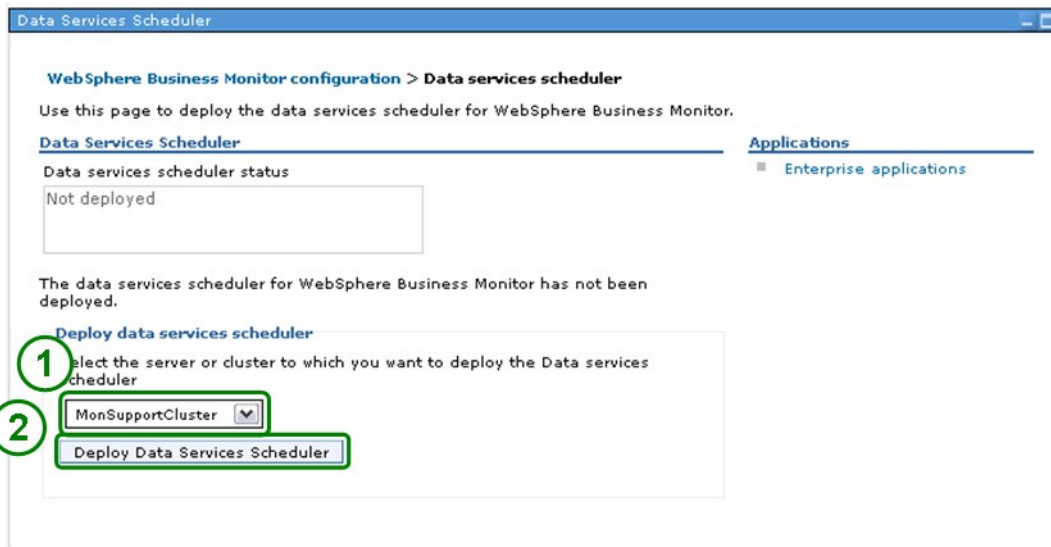 Data Services Scheduler
WebSphere Business Monitor configuration > Data services scheduler
Use this page to deploy the data services scheduler for WebSphere Business Monitor.
Data Services Scheduler
Applications
Data services scheduler status
Enterprise applications
Not deployed
The data services scheduler for WebSphere Business Monitor has not been
deployed.
Deploy data services scheduler
1
elect the server or cluster to which you want to deploy the Data services
cheduler
MonSupportCluster
2
Deploy Data Services Scheduler